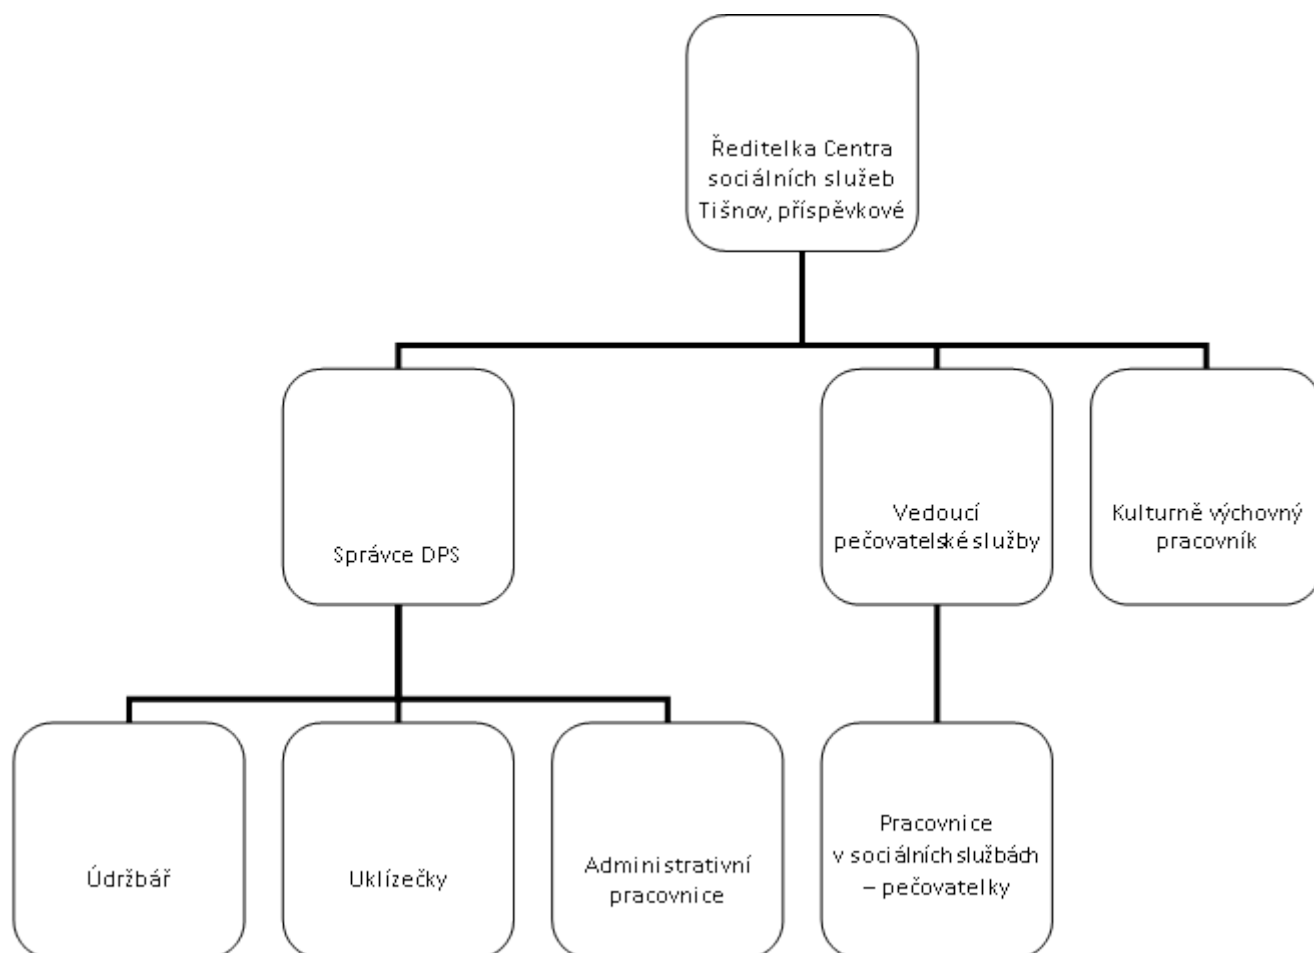 Ředitelka Centra
sociálních služeb
Tišnov, příspěvkové
Správce DPS
Vedoucí
pečovatelské služby
Kulturně výchovný
pracovník
Údržbář
Uklízečky
Administrativní
pracovnice
Pracovnice
v sociálních službách
– pečovatelky